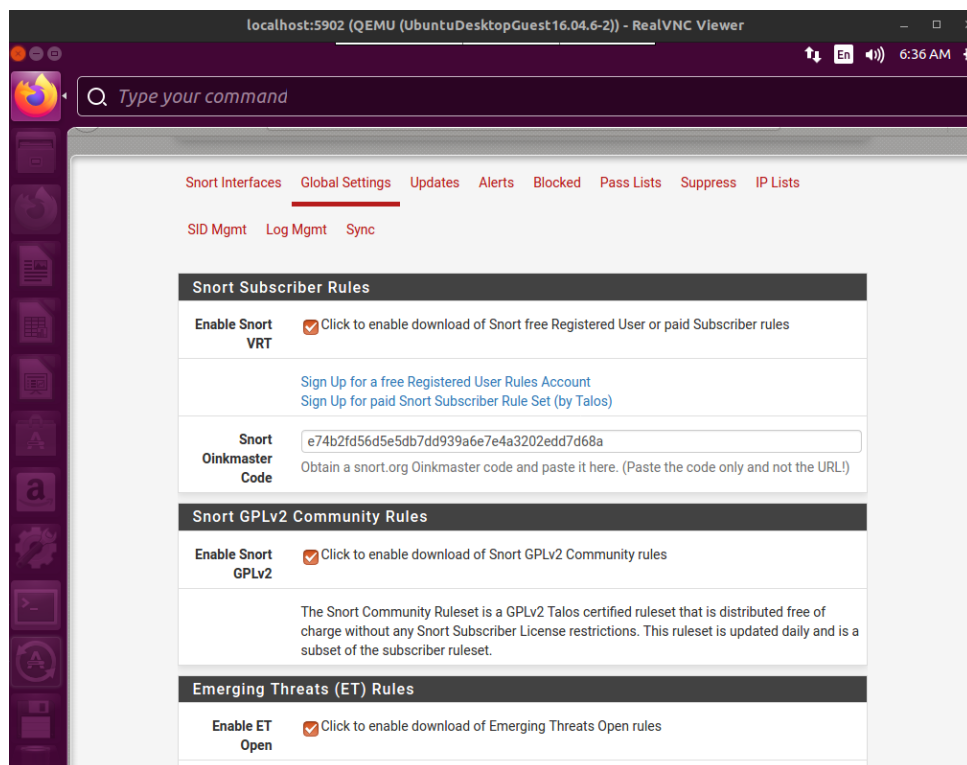 localhost:5902 (QEMU (UbuntuDesktopGuest16.04.6-2)) - RealVNC Viewer
En 6:36 AM
Type your command
Snort Interfaces Global Settings Updates Alerts Blocked Pass Lists Suppress IP Lists
SID Mgmt Log Mgmt Sync
Snort Subscriber Rules
Enable Snort VRT
Click to enable download of Snort free Registered User or paid Subscriber rules
Sign Up for a free Registered User Rules Account
Sign Up for paid Snort Subscriber Rule Set (by Talos)
Snort
Oinkmaster
Code
e74b2fd56d5e5db7dd939a6e7e4a3202edd7d68a
Obtain a snort.org Oinkmaster code and paste it here. (Paste the code only and not the URL!)
Snort GPLv2 Community Rules
Enable Snort
GPLv2
Click to enable download of Snort GPLv2 Community rules
The Snort Community Ruleset is a GPLv2 Talos certified ruleset that is distributed free of
charge without any Snort Subscriber License restrictions. This ruleset is updated daily and is a
subset of the subscriber ruleset.
Emerging Threats (ET) Rules
Enable ET
Open
Click to enable download of Emerging Threats Open rules